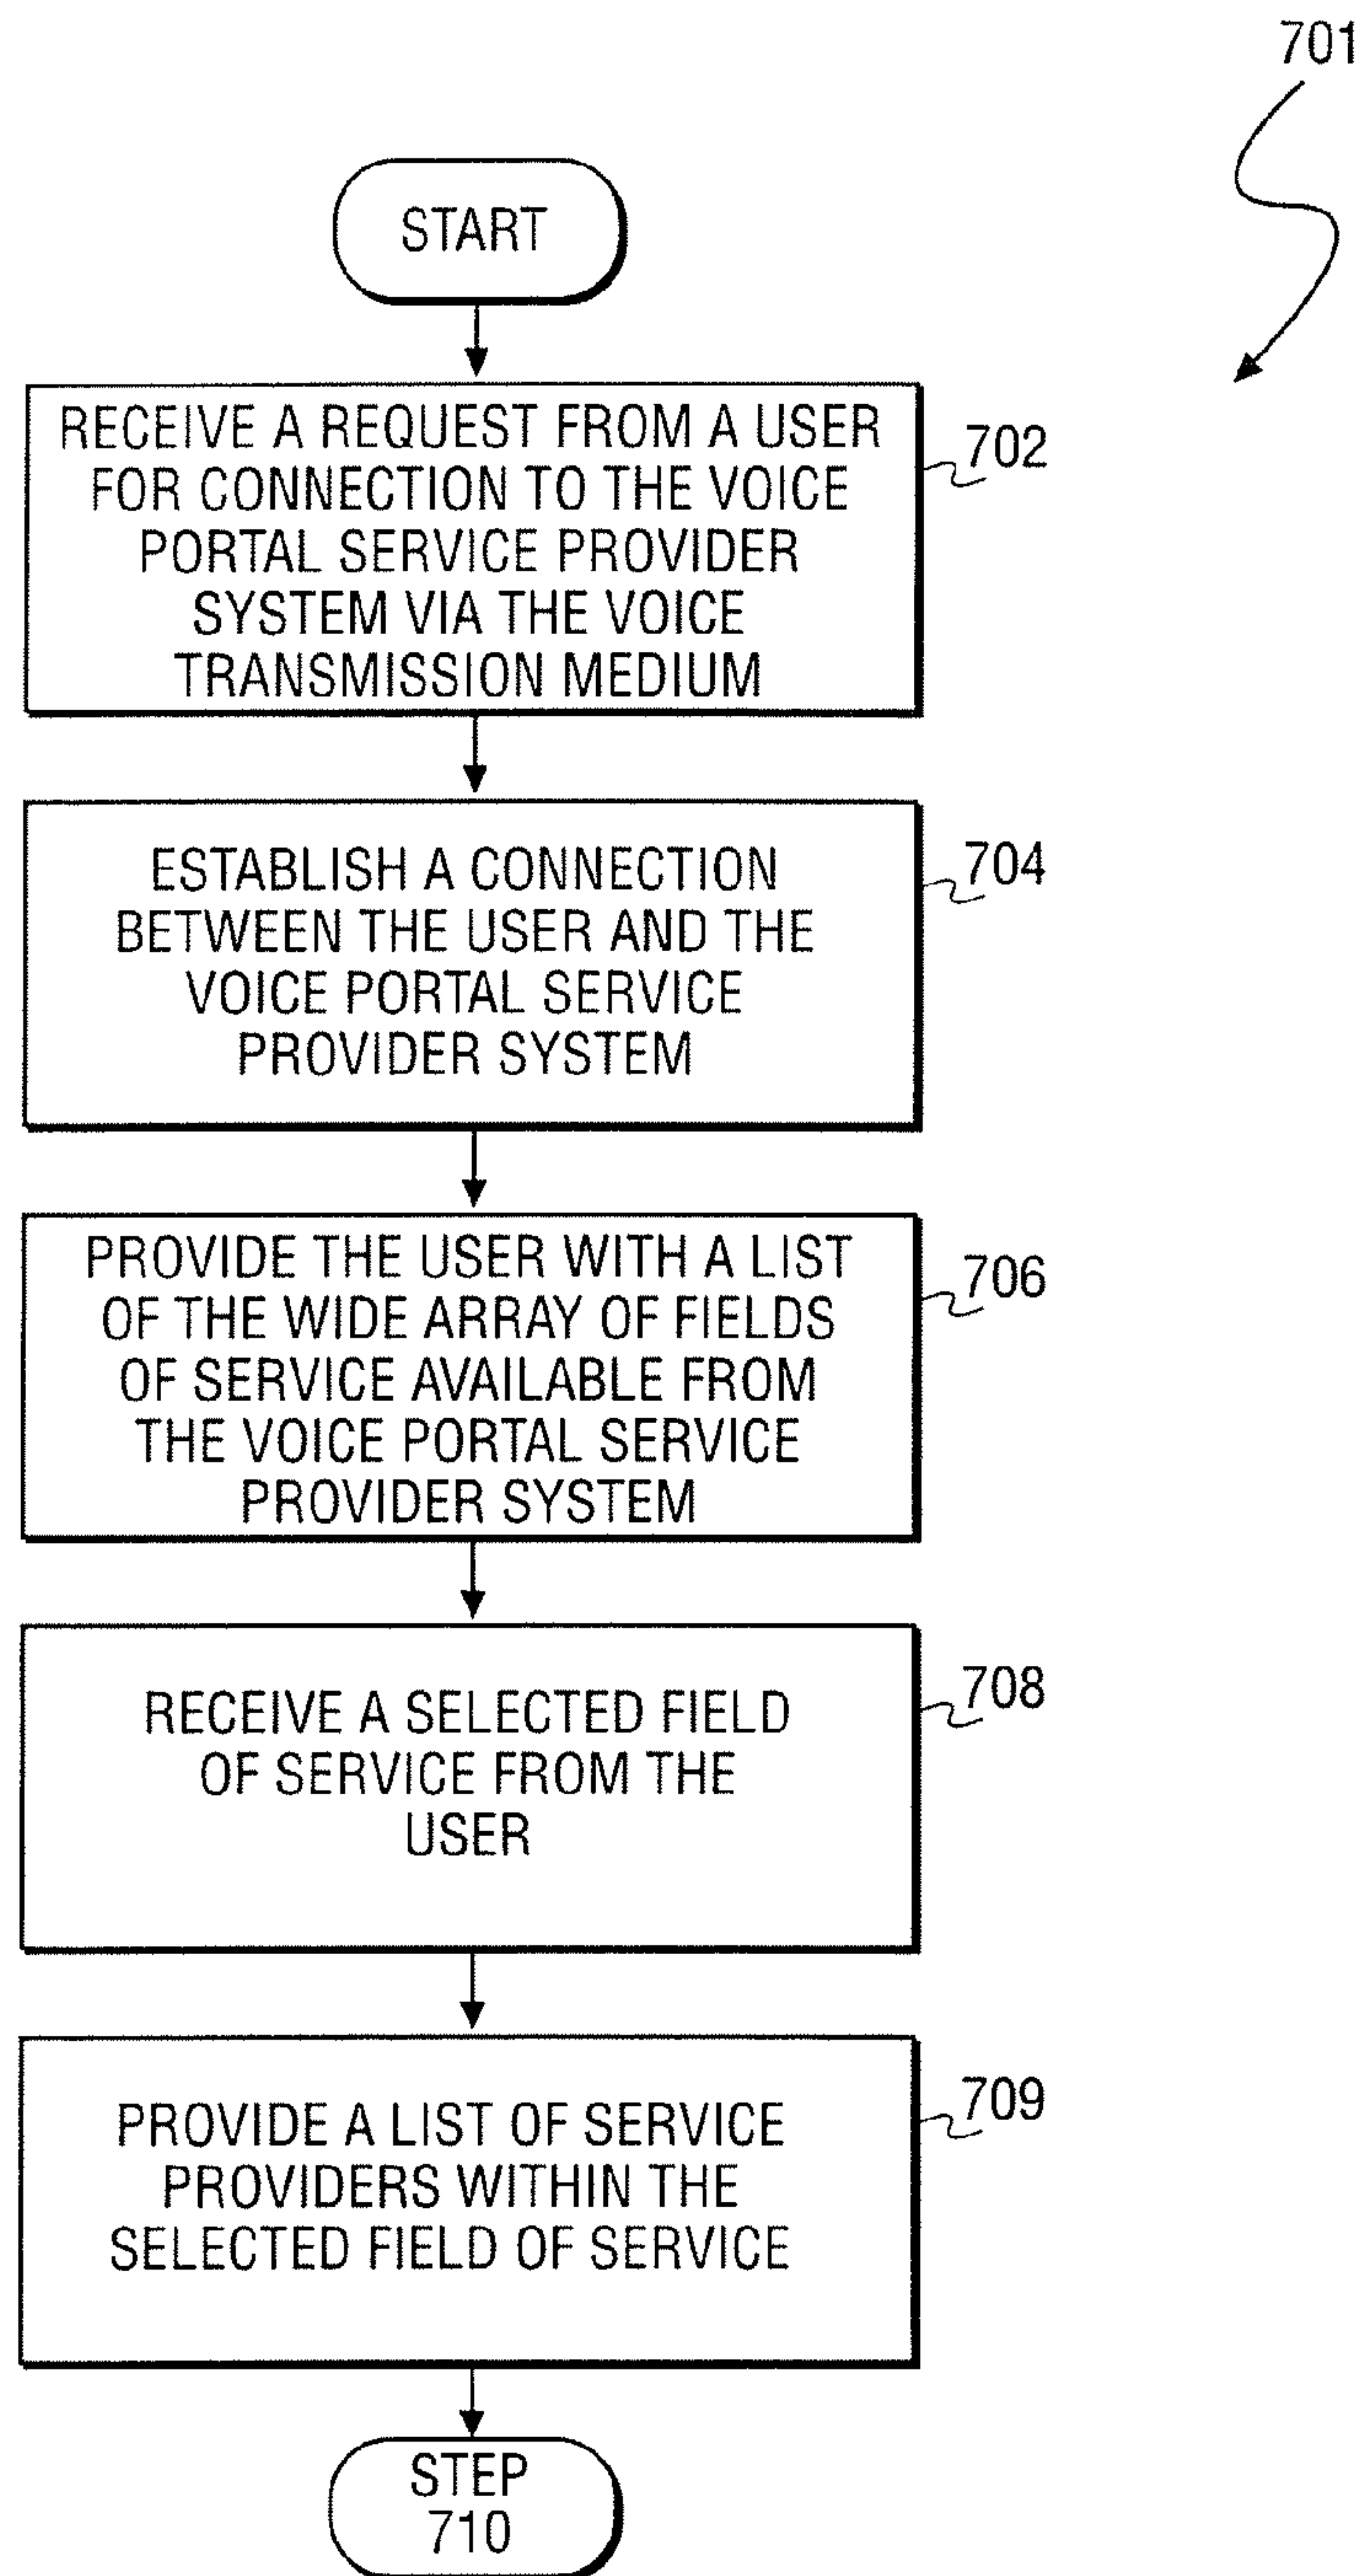 701
START
RECEIVE A REQUEST FROM A USER
FOR CONNECTION TO THE VOICE
PORTAL SERVICE PROVIDER
SYSTEM VIA THE VOICE
TRANSMISSION MEDIUM
702
ESTABLISH A CONNECTION
BETWEEN THE USER AND THE
VOICE PORTAL SERVICE
PROVIDER SYSTEM
704
PROVIDE THE USER WITH A LIST
OF THE WIDE ARRAY OF FIELDS
OF SERVICE AVAILABLE FROM
THE VOICE PORTAL SERVICE
PROVIDER SYSTEM
706
RECEIVE A SELECTED FIELD
OF SERVICE FROM THE
USER
708
PROVIDE A LIST OF SERVICE
PROVIDERS WITHIN THE
SELECTED FIELD OF SERVICE
709
STEP
710